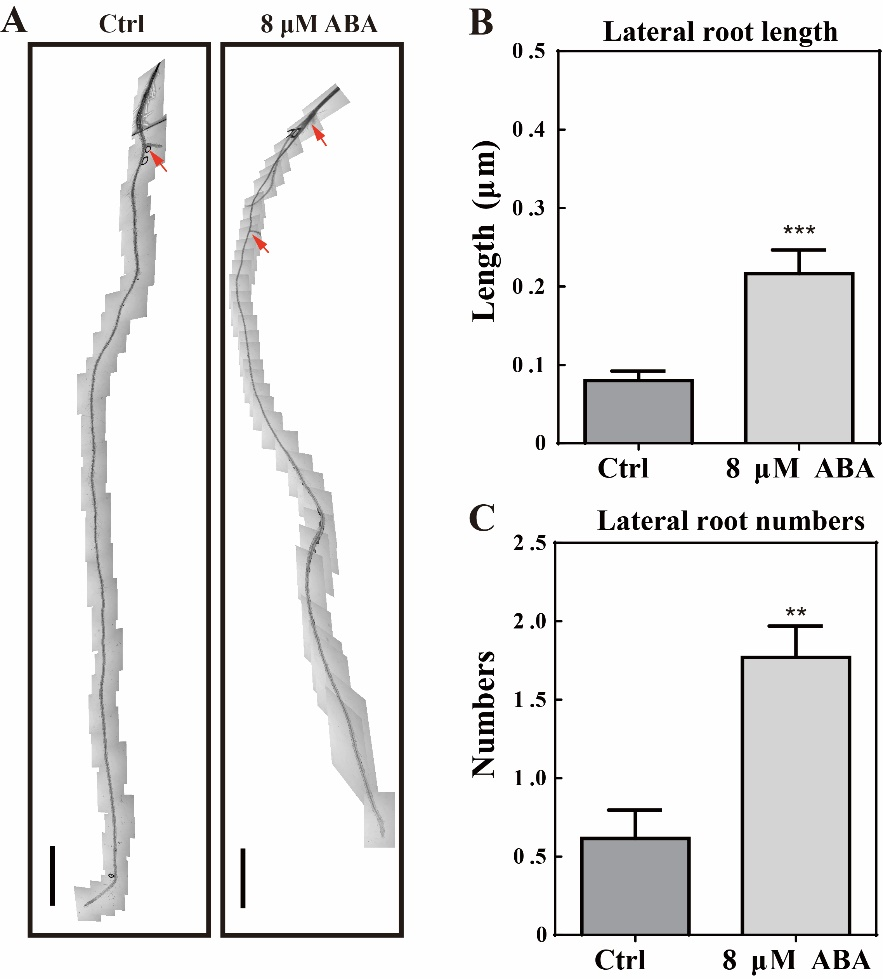 A
Ctrl
8 μM ABA
B
Lateral root length
0.5
0.4
0.3
0.2
0.1
0
Length (μm)
***
Ctrl
8 μM ABA
C
Lateral root numbers
2.5
2.0
1.5
1.0
0.5
0
Numbers
**
Ctrl
8 μM ABA